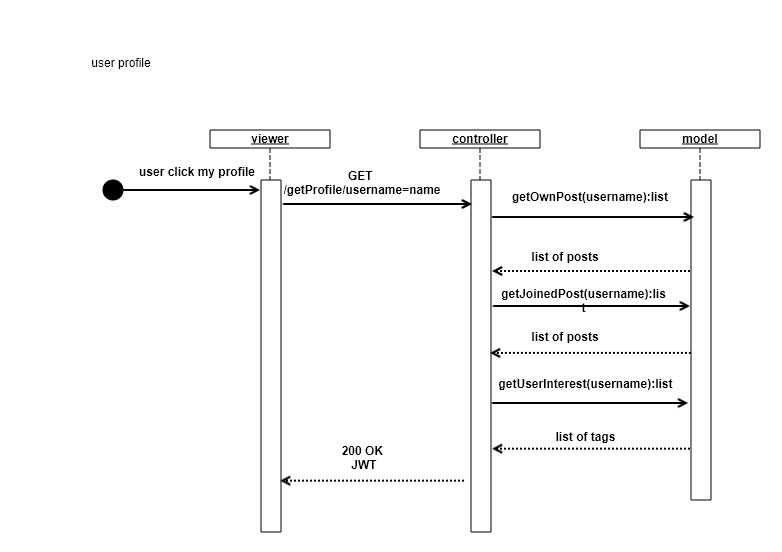 user profile
viewer
controller
model
user click my profile
GET
/getProfile/username=name
getOwnPost(username):list
list of posts
getJoinedPost(username):lis
t
list of posts
getUserInterest(username):list
list of tags
200 OK
JWT